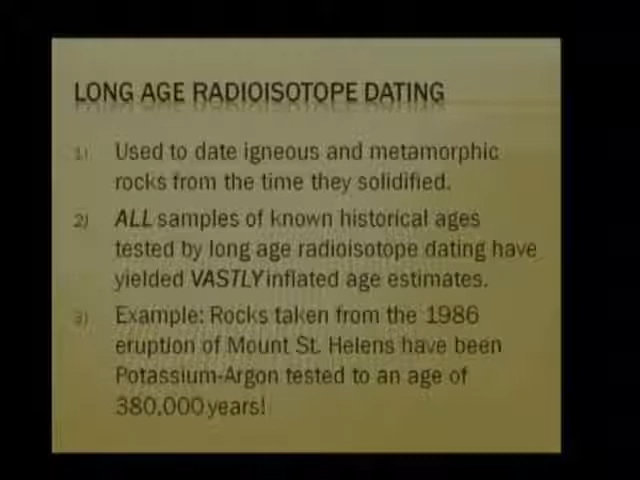 LONG AGE RADIOISOTOPE DATING
1) Used to date igneous and metamorphic
rocks from the time they solidified.
2) ALL samples of known historical ages
tested by long age radioisotope dating have
yielded VASTLY inflated age estimates.
3) Example: Rocks taken from the 1986
eruption of Mount St. Helens have been
Potassium-Argon tested to an age of
380,000 years!